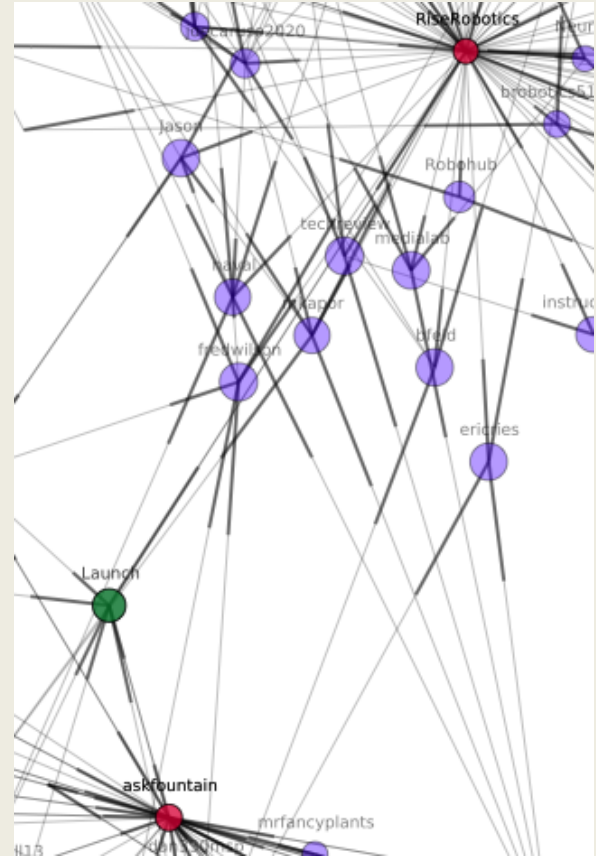 RiseRobotics
Jason
Robohub
techreview
medialab
naval
mkapor
bfeld
fredwilson
ericries
Launch
askfountain
mrfancyplants